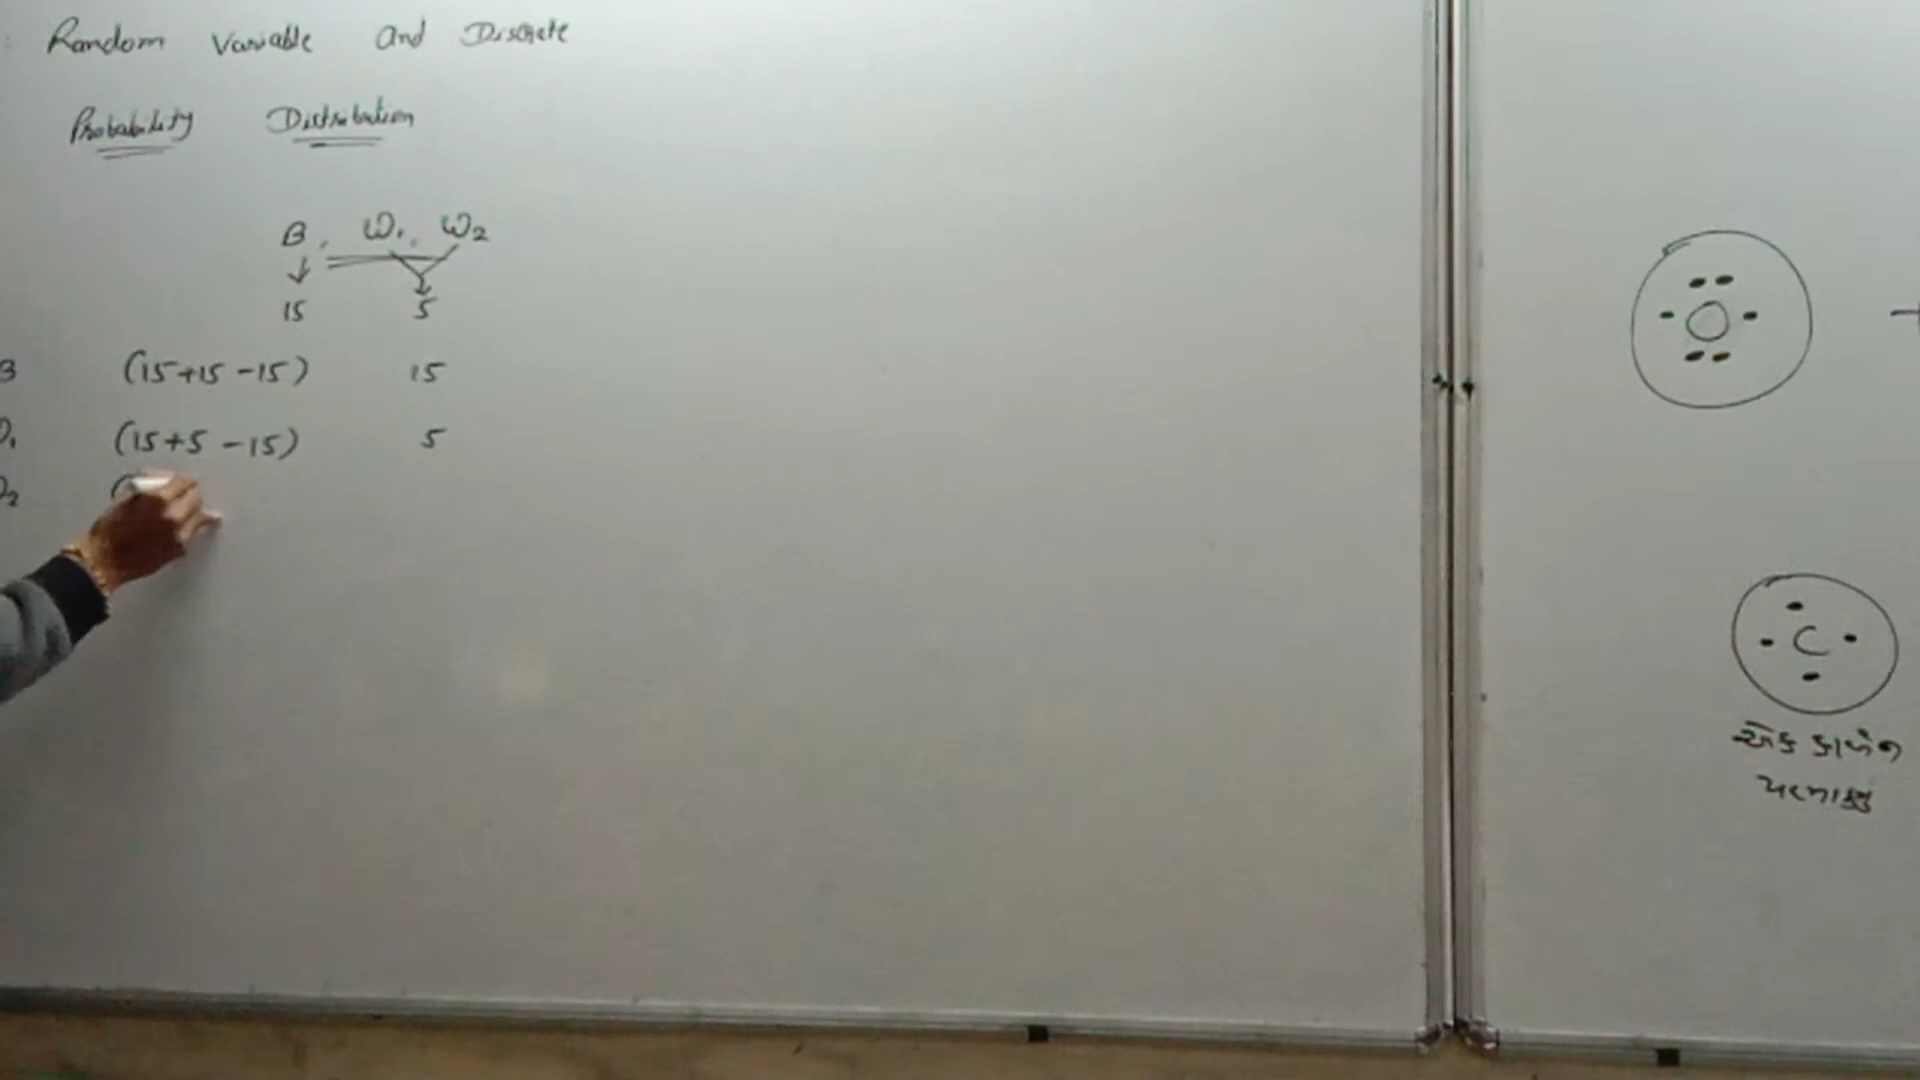 Random Variable and Discrete
Probability Distribution
B, W₁, W₂
15 5
B (15+15-15) 15
W₁ (15+5-15) 5
W₂ (
C
એક કાર્બન
પરમાણુ